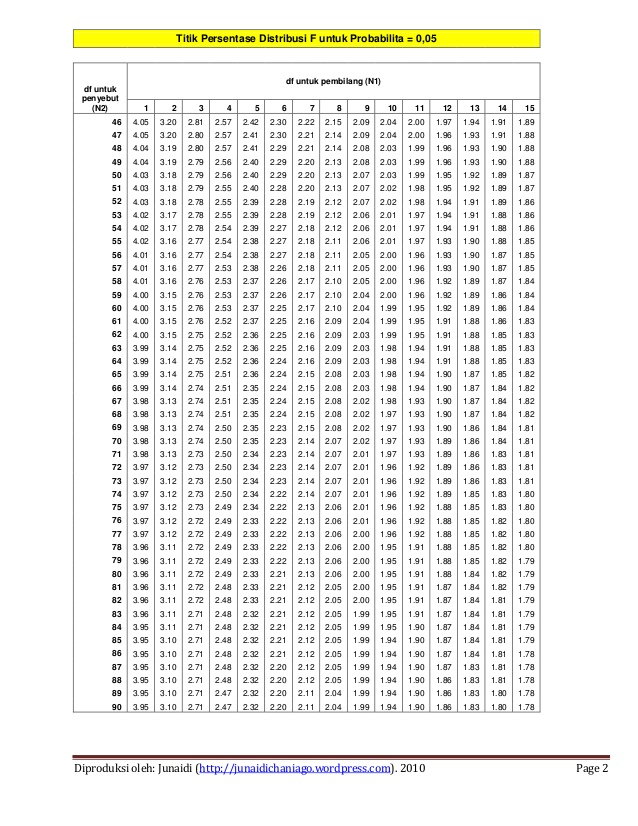 Titik Persentase Distribusi F untuk Probabilita = 0,05
df untuk penyebut (N2)
df untuk pembilang (N1)
1 2 3 4 5 6 7 8 9 10 11 12 13 14 15
46 4.05 3.20 2.81 2.57 2.42 2.30 2.22 2.15 2.09 2.04 2.00 1.97 1.94 1.91 1.89
47 4.05 3.20 2.80 2.57 2.41 2.30 2.21 2.14 2.09 2.04 2.00 1.96 1.93 1.91 1.88
48 4.04 3.19 2.80 2.57 2.41 2.29 2.21 2.14 2.08 2.03 1.99 1.96 1.93 1.90 1.88
49 4.04 3.19 2.79 2.56 2.40 2.29 2.20 2.13 2.08 2.03 1.99 1.96 1.93 1.90 1.88
50 4.03 3.18 2.79 2.56 2.40 2.29 2.20 2.13 2.07 2.03 1.99 1.95 1.92 1.89 1.87
51 4.03 3.18 2.79 2.55 2.40 2.28 2.20 2.13 2.07 2.02 1.98 1.95 1.92 1.89 1.87
52 4.03 3.18 2.78 2.55 2.39 2.28 2.19 2.12 2.07 2.02 1.98 1.94 1.91 1.89 1.86
53 4.02 3.17 2.78 2.55 2.39 2.28 2.19 2.12 2.06 2.01 1.97 1.94 1.91 1.88 1.86
54 4.02 3.17 2.78 2.54 2.39 2.27 2.18 2.12 2.06 2.01 1.97 1.94 1.91 1.88 1.86
55 4.02 3.16 2.77 2.54 2.38 2.27 2.18 2.11 2.06 2.01 1.97 1.93 1.90 1.88 1.85
56 4.01 3.16 2.77 2.54 2.38 2.27 2.18 2.11 2.05 2.00 1.96 1.93 1.90 1.87 1.85
57 4.01 3.16 2.77 2.53 2.38 2.26 2.18 2.11 2.05 2.00 1.96 1.93 1.90 1.87 1.85
58 4.01 3.16 2.76 2.53 2.37 2.26 2.17 2.10 2.05 2.00 1.96 1.92 1.89 1.87 1.84
59 4.00 3.15 2.76 2.53 2.37 2.26 2.17 2.10 2.04 2.00 1.96 1.92 1.89 1.86 1.84
60 4.00 3.15 2.76 2.53 2.37 2.25 2.17 2.10 2.04 1.99 1.95 1.92 1.89 1.86 1.84
61 4.00 3.15 2.76 2.52 2.37 2.25 2.16 2.09 2.04 1.99 1.95 1.91 1.88 1.86 1.83
62 4.00 3.15 2.75 2.52 2.36 2.25 2.16 2.09 2.03 1.99 1.95 1.91 1.88 1.85 1.83
63 3.99 3.14 2.75 2.52 2.36 2.25 2.16 2.09 2.03 1.98 1.94 1.91 1.88 1.85 1.83
64 3.99 3.14 2.75 2.52 2.36 2.24 2.16 2.09 2.03 1.98 1.94 1.91 1.88 1.85 1.83
65 3.99 3.14 2.75 2.51 2.36 2.24 2.15 2.08 2.03 1.98 1.94 1.90 1.87 1.85 1.82
66 3.99 3.14 2.74 2.51 2.35 2.24 2.15 2.08 2.03 1.98 1.94 1.90 1.87 1.84 1.82
67 3.98 3.13 2.74 2.51 2.35 2.24 2.15 2.08 2.02 1.98 1.93 1.90 1.87 1.84 1.82
68 3.98 3.13 2.74 2.51 2.35 2.24 2.15 2.08 2.02 1.97 1.93 1.90 1.87 1.84 1.82
69 3.98 3.13 2.74 2.50 2.35 2.23 2.15 2.08 2.02 1.97 1.93 1.90 1.86 1.84 1.81
70 3.98 3.13 2.74 2.50 2.35 2.23 2.14 2.07 2.02 1.97 1.93 1.89 1.86 1.84 1.81
71 3.98 3.13 2.73 2.50 2.34 2.23 2.14 2.07 2.01 1.97 1.93 1.89 1.86 1.83 1.81
72 3.97 3.12 2.73 2.50 2.34 2.23 2.14 2.07 2.01 1.96 1.92 1.89 1.86 1.83 1.81
73 3.97 3.12 2.73 2.50 2.34 2.23 2.14 2.07 2.01 1.96 1.92 1.89 1.86 1.83 1.81
74 3.97 3.12 2.73 2.50 2.34 2.22 2.14 2.07 2.01 1.96 1.92 1.89 1.85 1.83 1.80
75 3.97 3.12 2.73 2.49 2.34 2.22 2.13 2.06 2.01 1.96 1.92 1.88 1.85 1.83 1.80
76 3.97 3.12 2.72 2.49 2.33 2.22 2.13 2.06 2.01 1.96 1.92 1.88 1.85 1.82 1.80
77 3.97 3.12 2.72 2.49 2.33 2.22 2.13 2.06 2.00 1.96 1.92 1.88 1.85 1.82 1.80
78 3.96 3.11 2.72 2.49 2.33 2.22 2.13 2.06 2.00 1.95 1.91 1.88 1.85 1.82 1.80
79 3.96 3.11 2.72 2.49 2.33 2.22 2.13 2.06 2.00 1.95 1.91 1.88 1.85 1.82 1.79
80 3.96 3.11 2.72 2.49 2.33 2.21 2.13 2.06 2.00 1.95 1.91 1.88 1.84 1.82 1.79
81 3.96 3.11 2.72 2.48 2.33 2.21 2.12 2.05 2.00 1.95 1.91 1.87 1.84 1.82 1.79
82 3.96 3.11 2.72 2.48 2.33 2.21 2.12 2.05 2.00 1.95 1.91 1.87 1.84 1.81 1.79
83 3.96 3.11 2.71 2.48 2.32 2.21 2.12 2.05 1.99 1.95 1.91 1.87 1.84 1.81 1.79
84 3.95 3.11 2.71 2.48 2.32 2.21 2.12 2.05 1.99 1.95 1.90 1.87 1.84 1.81 1.79
85 3.95 3.10 2.71 2.48 2.32 2.21 2.12 2.05 1.99 1.94 1.90 1.87 1.84 1.81 1.79
86 3.95 3.10 2.71 2.48 2.32 2.21 2.12 2.05 1.99 1.94 1.90 1.87 1.84 1.81 1.78
87 3.95 3.10 2.71 2.48 2.32 2.20 2.12 2.05 1.99 1.94 1.90 1.87 1.83 1.81 1.78
88 3.95 3.10 2.71 2.48 2.32 2.20 2.12 2.05 1.99 1.94 1.90 1.86 1.83 1.81 1.78
89 3.95 3.10 2.71 2.47 2.32 2.20 2.11 2.04 1.99 1.94 1.90 1.86 1.83 1.80 1.78
90 3.95 3.10 2.71 2.47 2.32 2.20 2.11 2.04 1.99 1.94 1.90 1.86 1.83 1.80 1.78
Diproduksi oleh: Junaidi (http://junaidichaniago.wordpress.com). 2010 Page 2